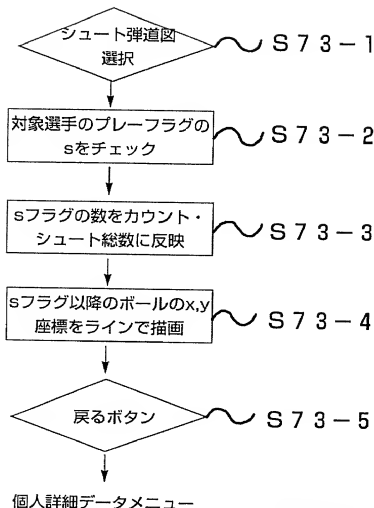 シュート弾道図
選択
S73-1
対象選手のプレーフラグの
sをチェック
S73-2
sフラグの数をカウント・
シュート総数に反映
S73-3
sフラグ以降のボールのx,y
座標をラインで描画
S73-4
戻るボタン
S73-5
個人詳細データメニュー